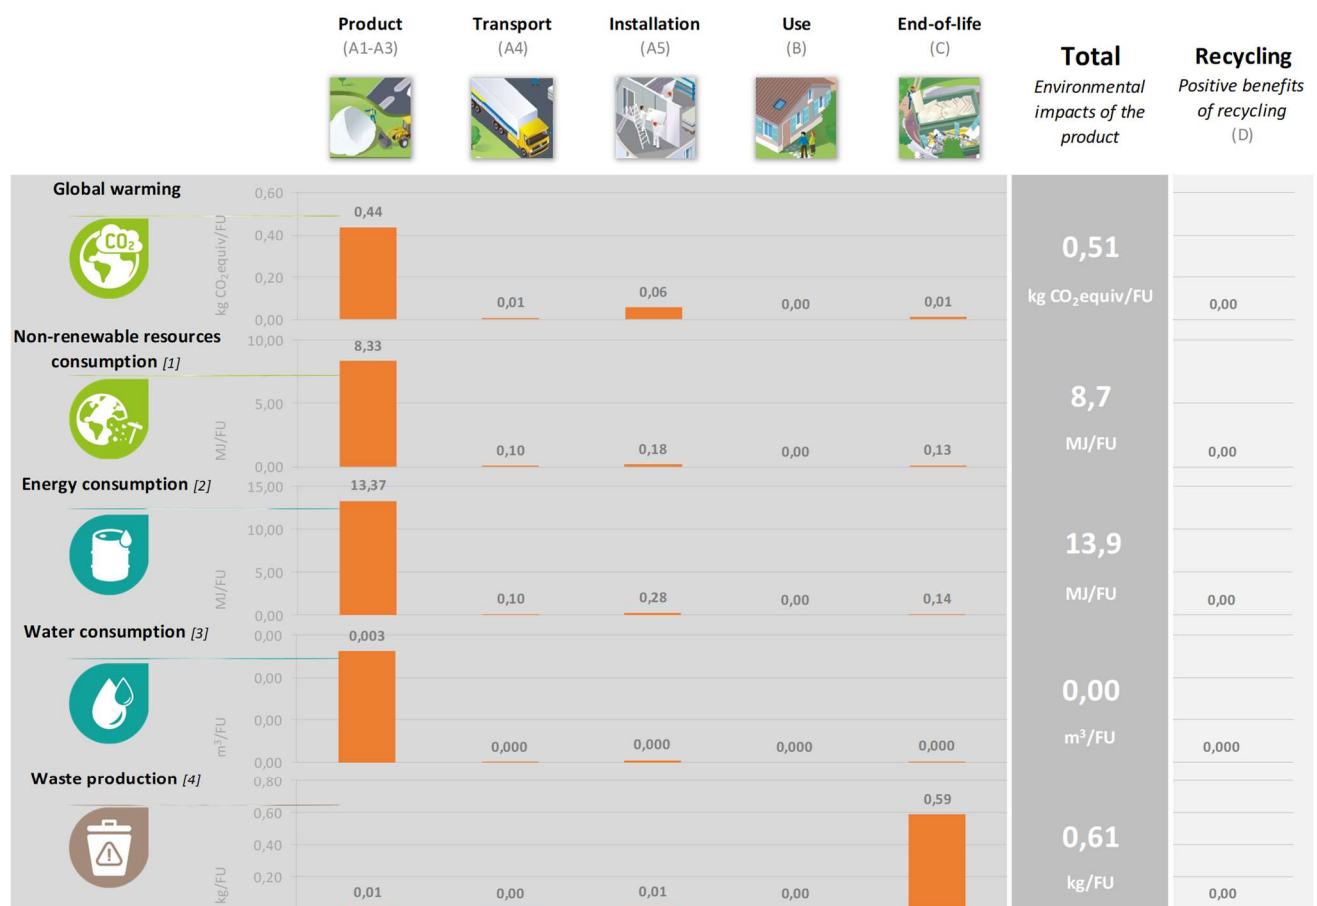 Product
(A1-A3)
Transport
(A4)
Installation
(A5)
Use
(B)
End-of-life
(C)
Total
Environmental
impacts of the
product
Recycling
Positive benefits
of recycling
(D)
Global warming
CO2
kg CO2equiv/FU
0,60
0,40
0,20
0,00
0,44
0,01
0,06
0,00
0,01
0,51
kg CO2equiv/FU
0,00
Non-renewable resources
consumption [1]
MJ/FU
10,00
5,00
0,00
8,33
0,10
0,18
0,00
0,13
8,7
MJ/FU
0,00
Energy consumption [2]
MJ/FU
15,00
10,00
5,00
0,00
13,37
0,10
0,28
0,00
0,14
13,9
MJ/FU
0,00
Water consumption [3]
m³/FU
0,00
0,00
0,00
0,00
0,003
0,000
0,000
0,000
0,000
0,00
m³/FU
0,000
Waste production [4]
kg/FU
0,80
0,60
0,40
0,20
0,01
0,00
0,01
0,00
0,59
0,61
kg/FU
0,00